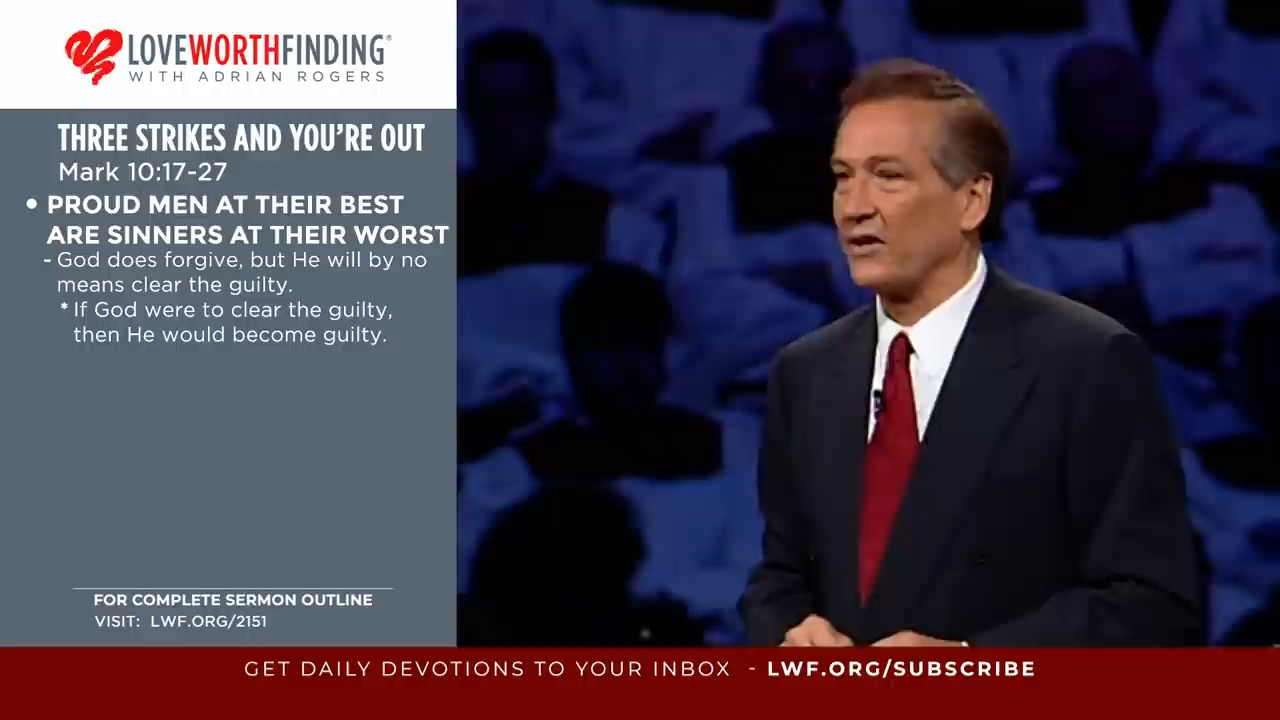 LOVEWORTHFINDING®
WITH ADRIAN ROGERS
THREE STRIKES AND YOU'RE OUT
Mark 10:17-27
• PROUD MEN AT THEIR BEST
ARE SINNERS AT THEIR WORST
- God does forgive, but He will by no
means clear the guilty.
* If God were to clear the guilty,
then He would become guilty.
FOR COMPLETE SERMON OUTLINE
VISIT: LWF.ORG/2151
GET DAILY DEVOTIONS TO YOUR INBOX - LWF.ORG/SUBSCRIBE